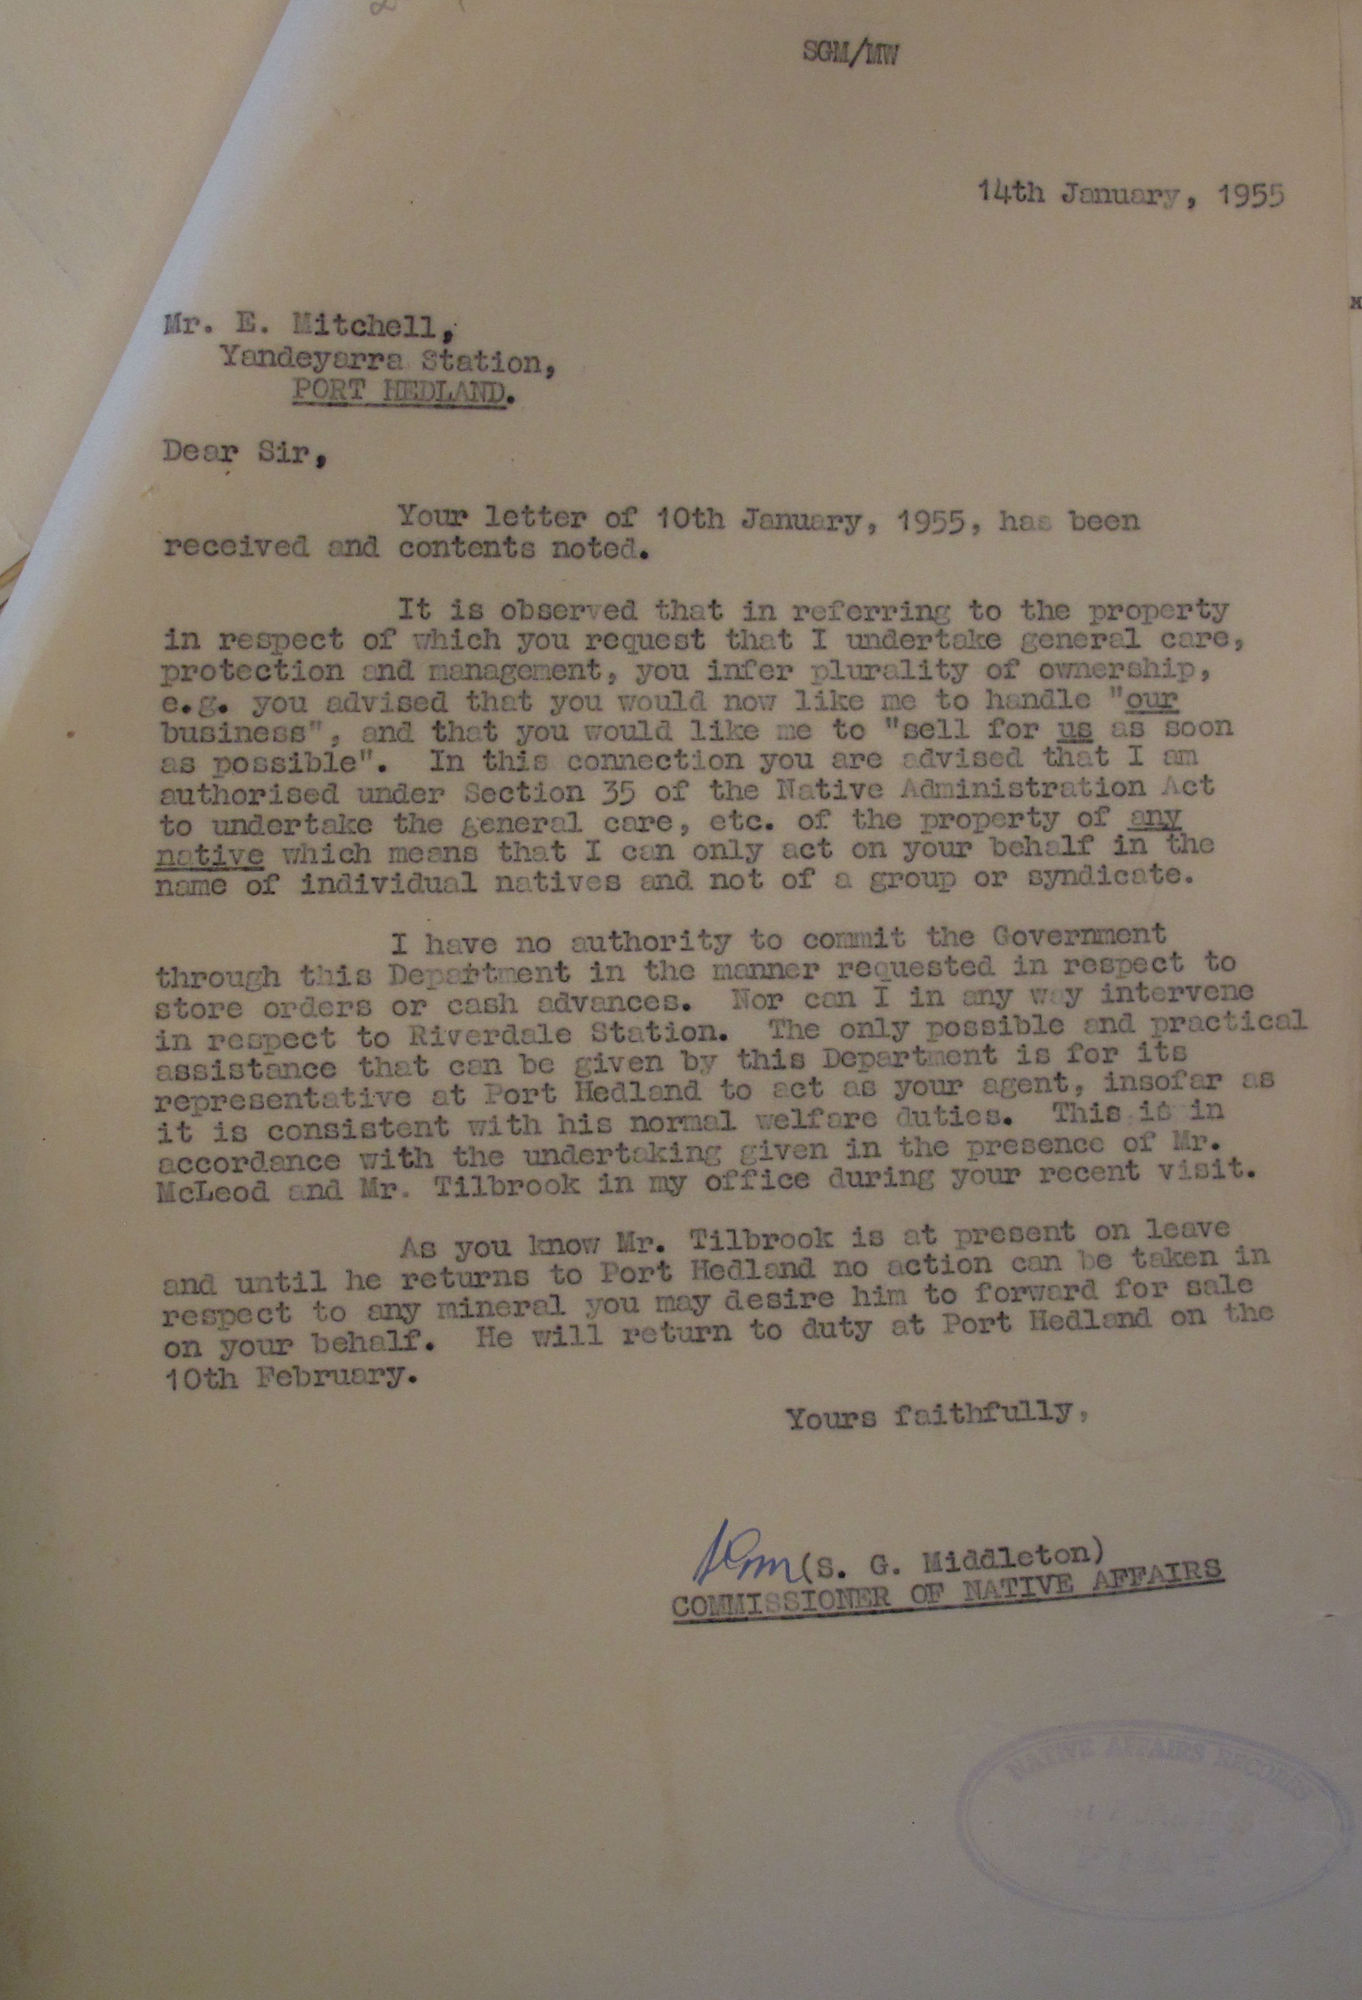 SGM/MW
14th January, 1955
Mr. E. Mitchell,
Yandeyarra Station,
PORT HEDLAND.
Dear Sir,
Your letter of 10th January, 1955, has been
received and contents noted.
It is observed that in referring to the property
in respect of which you request that I undertake general care,
protection and management, you infer plurality of ownership,
e.g. you advised that you would now like me to handle "our
business", and that you would like me to "sell for us as soon
as possible". In this connection you are advised that I am
authorised under Section 35 of the Native Administration Act
to undertake the general care, etc. of the property of any
native which means that I can only act on your behalf in the
name of individual natives and not of a group or syndicate.
I have no authority to commit the Government
through this Department in the manner requested in respect to
store orders or cash advances. Nor can I in any way intervene
in respect to Riverdale Station. The only possible and practical
assistance that can be given by this Department is for its
representative at Port Hedland to act as your agent, insofar as
it is consistent with his normal welfare duties. This is in
accordance with the undertaking given in the presence of Mr.
McLeod and Mr. Tilbrook in my office during your recent visit.
As you know Mr. Tilbrook is at present on leave
and until he returns to Port Hedland no action can be taken in
respect to any mineral you may desire him to forward for sale
on your behalf. He will return to duty at Port Hedland on the
10th February.
Yours faithfully,
(S. G. Middleton)
COMMISSIONER OF NATIVE AFFAIRS
NATIVE AFFAIRS RECORDS